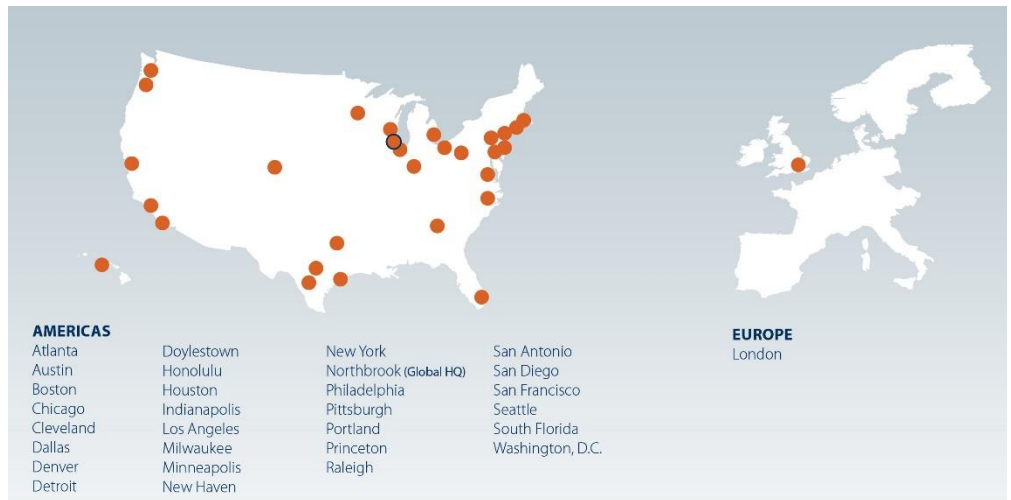 AMERICAS
Atlanta
Austin
Boston
Chicago
Cleveland
Dallas
Denver
Detroit
Doylestown
Honolulu
Houston
Indianapolis
Los Angeles
Milwaukee
Minneapolis
New Haven
New York
Northbrook (Global HQ)
Philadelphia
Pittsburgh
Portland
Princeton
Raleigh
San Antonio
San Diego
San Francisco
Seattle
South Florida
Washington, D.C.
EUROPE
London